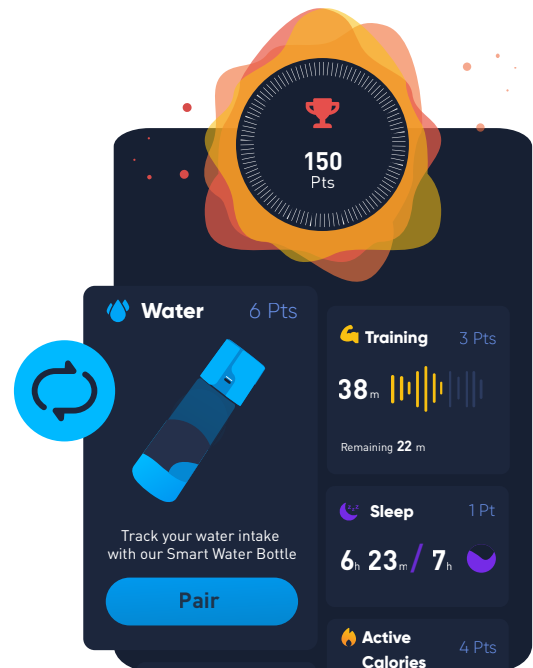 150
Pts
Water 6 Pts
Track your water intake
with our Smart Water Bottle
Pair
Training 3 Pts
38m
Remaining 22 m
Sleep 1 Pt
6h 23m / 7h
Active
Calories
4 Pts